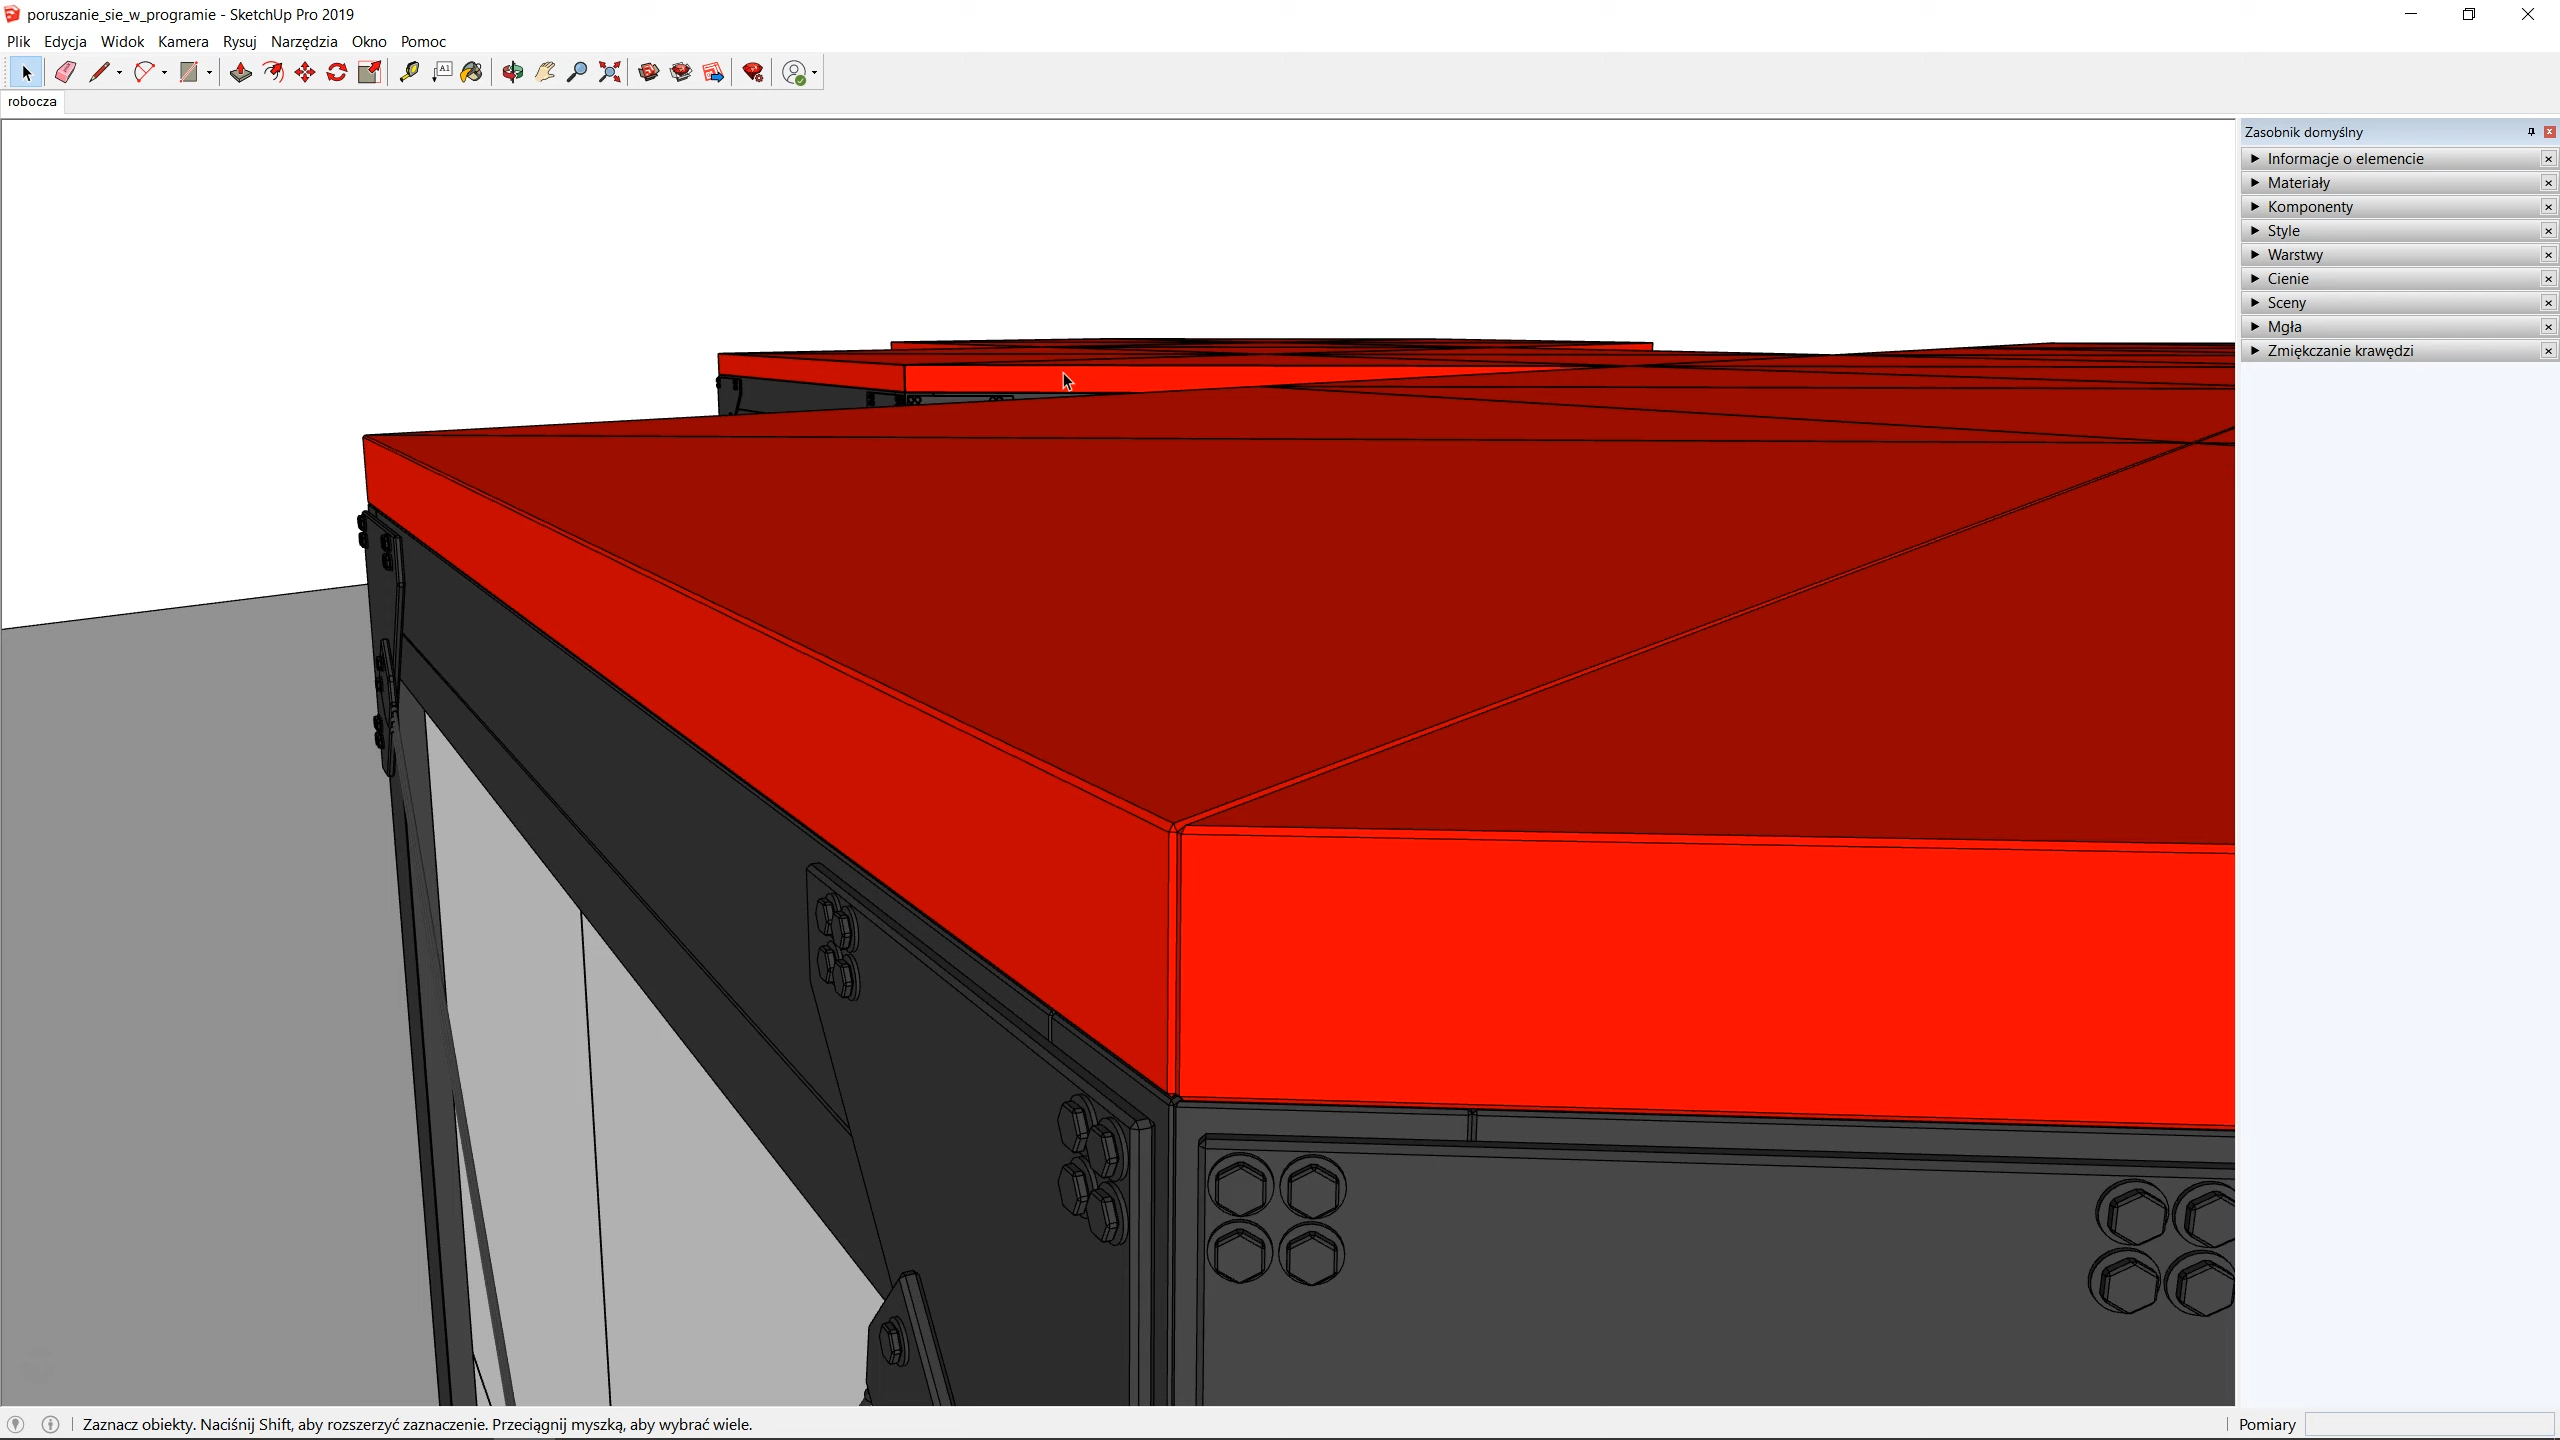 poruszanie_sie_w_programie - SketchUp Pro 2019
Plik Edycja Widok Kamera Rysuj Narzędzia Okno Pomoc
A1
robocza
Zasobnik domyślny
Informacje o elemencie
Materiały
Komponenty
Style
Warstwy
Cienie
Sceny
Mgła
Zmiękczanie krawędzi
Zaznacz obiekty. Naciśnij Shift, aby rozszerzyć zaznaczenie. Przeciągnij myszką, aby wybrać wiele.
Pomiary